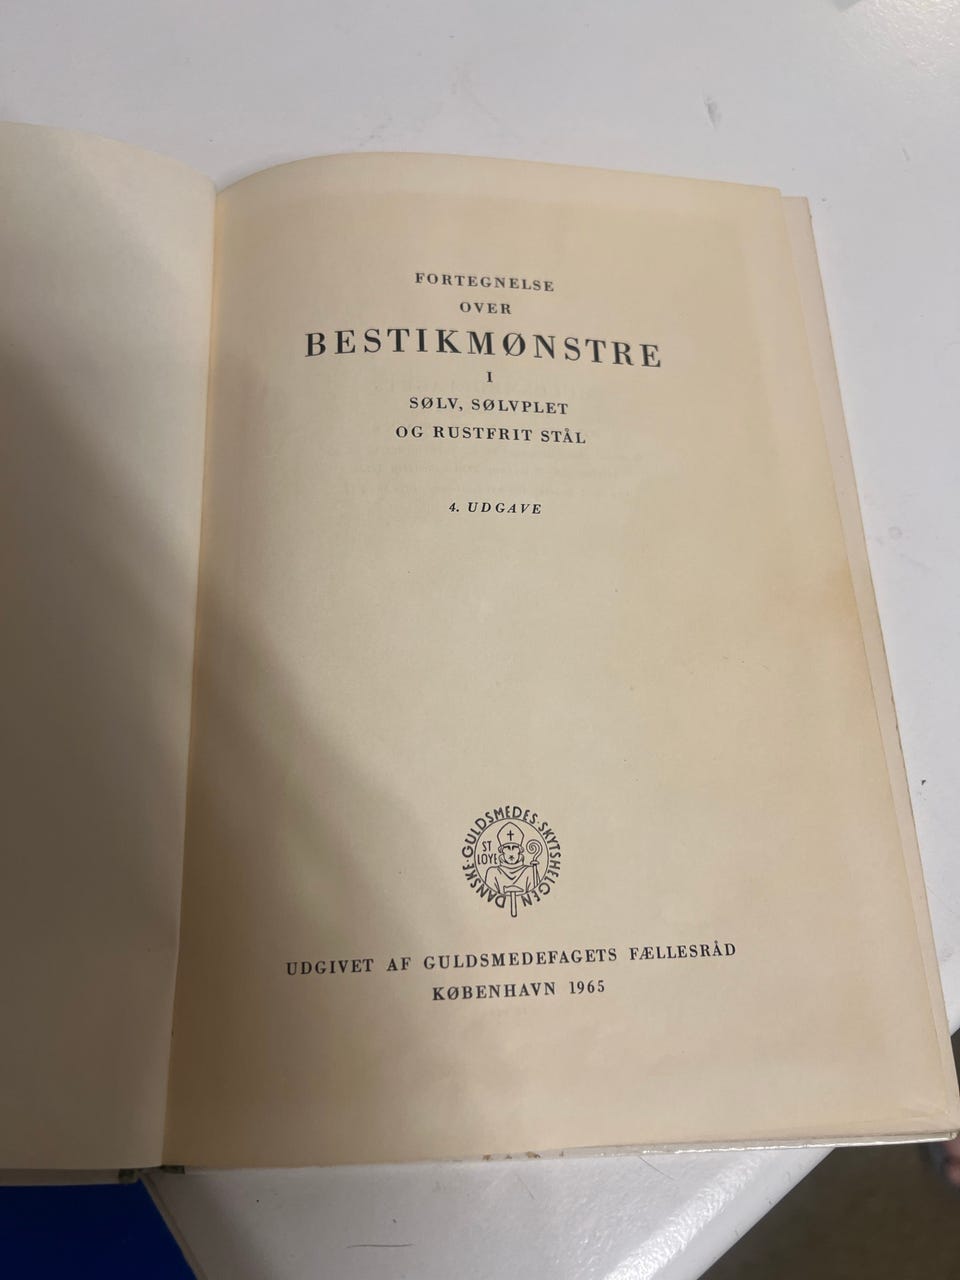 FORTEGNELSE
OVER
BESTIKMØNSTRE
I
SØLV, SØLVPLET
OG RUSTFRIT STÅL
4. UDGAVE
DANSKE·GULDSMEDES·SKYTSHELGEN
ST
LOYE
UDGIVET AF GULDSMEDEFAGETS FÆLLESRÅD
KØBENHAVN 1965